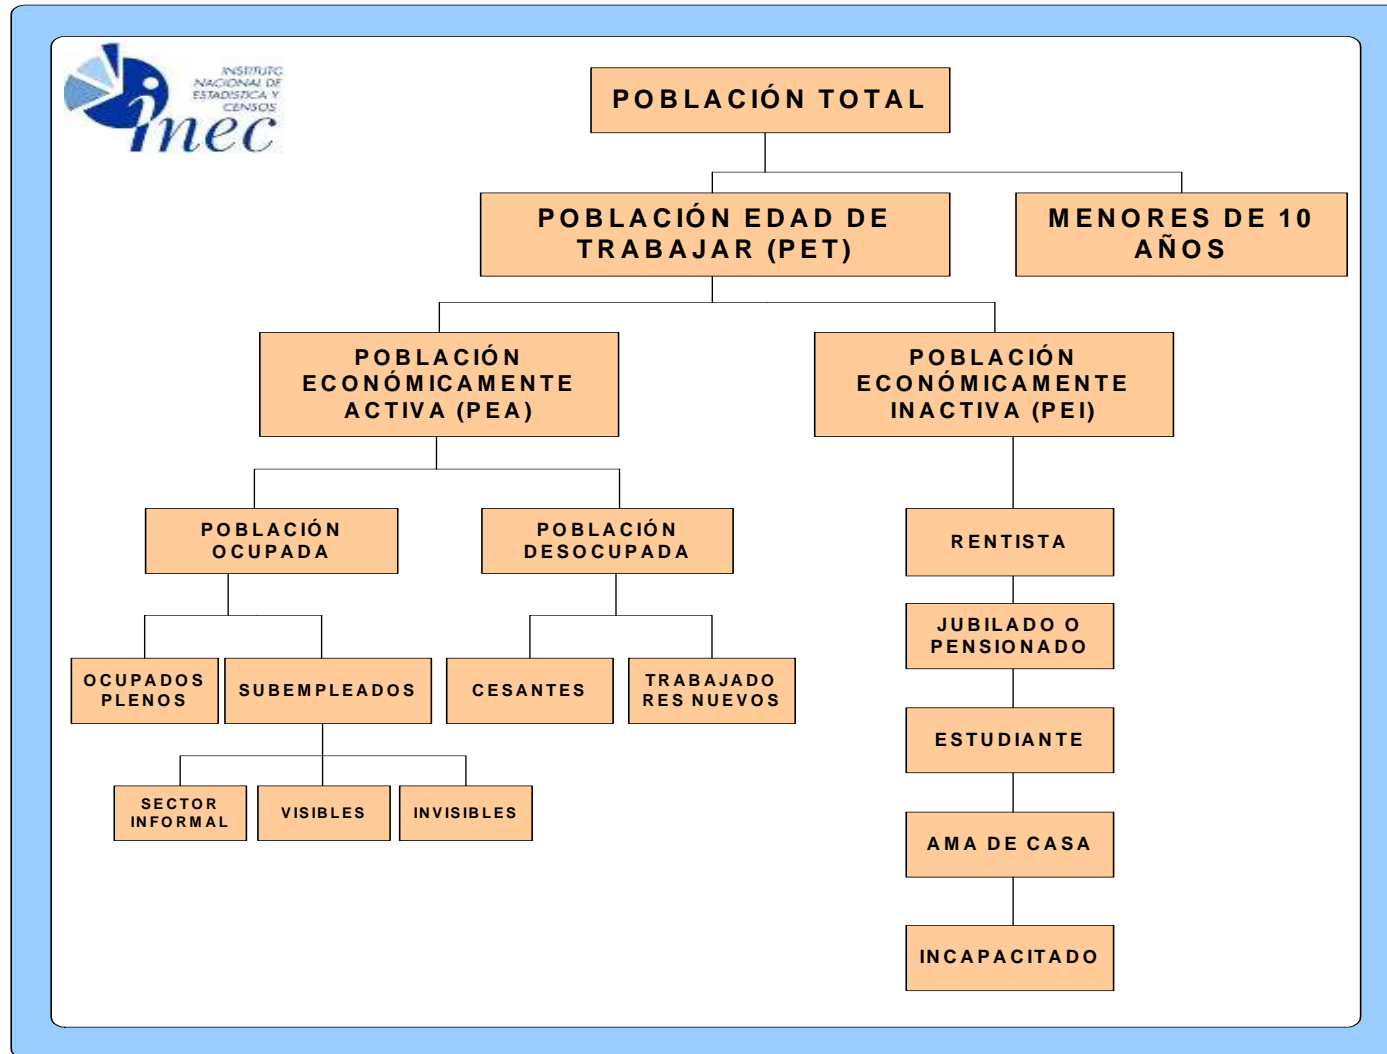 INSTITUTO
NACIONAL DE
ESTADISTICA Y
CENSOS
inec
POBLACIÓN TOTAL
POBLACIÓN EDAD DE
TRABAJAR (PET)
MENORES DE 10
AÑOS
POBLACIÓN
ECONÓMICAMENTE
ACTIVA (PEA)
POBLACIÓN
ECONÓMICAMENTE
INACTIVA (PEI)
POBLACIÓN
OCUPADA
POBLACIÓN
DESOCUPADA
RENTISTA
JUBILADO O
PENSIONADO
OCUPADOS
PLENOS
SUBEMPLEADOS
CESANTES
TRABAJADO
RES NUEVOS
ESTUDIANTE
SECTOR
INFORMAL
VISIBLES
INVISIBLES
AMA DE CASA
INCAPACITADO